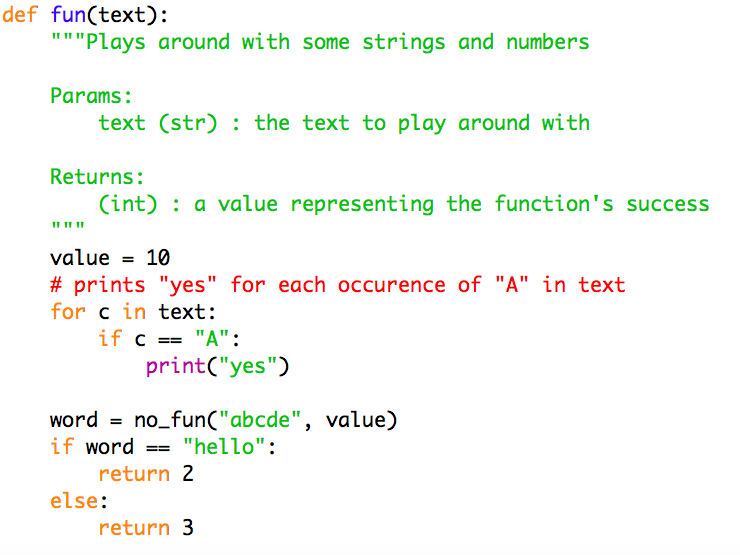 def fun(text):
    """Plays around with some strings and numbers

    Params:
        text (str) : the text to play around with

    Returns:
        (int) : a value representing the function's success
    """
    value = 10
    # prints "yes" for each occurence of "A" in text
    for c in text:
        if c == "A":
            print("yes")

    word = no_fun("abcde", value)
    if word == "hello":
        return 2
    else:
        return 3